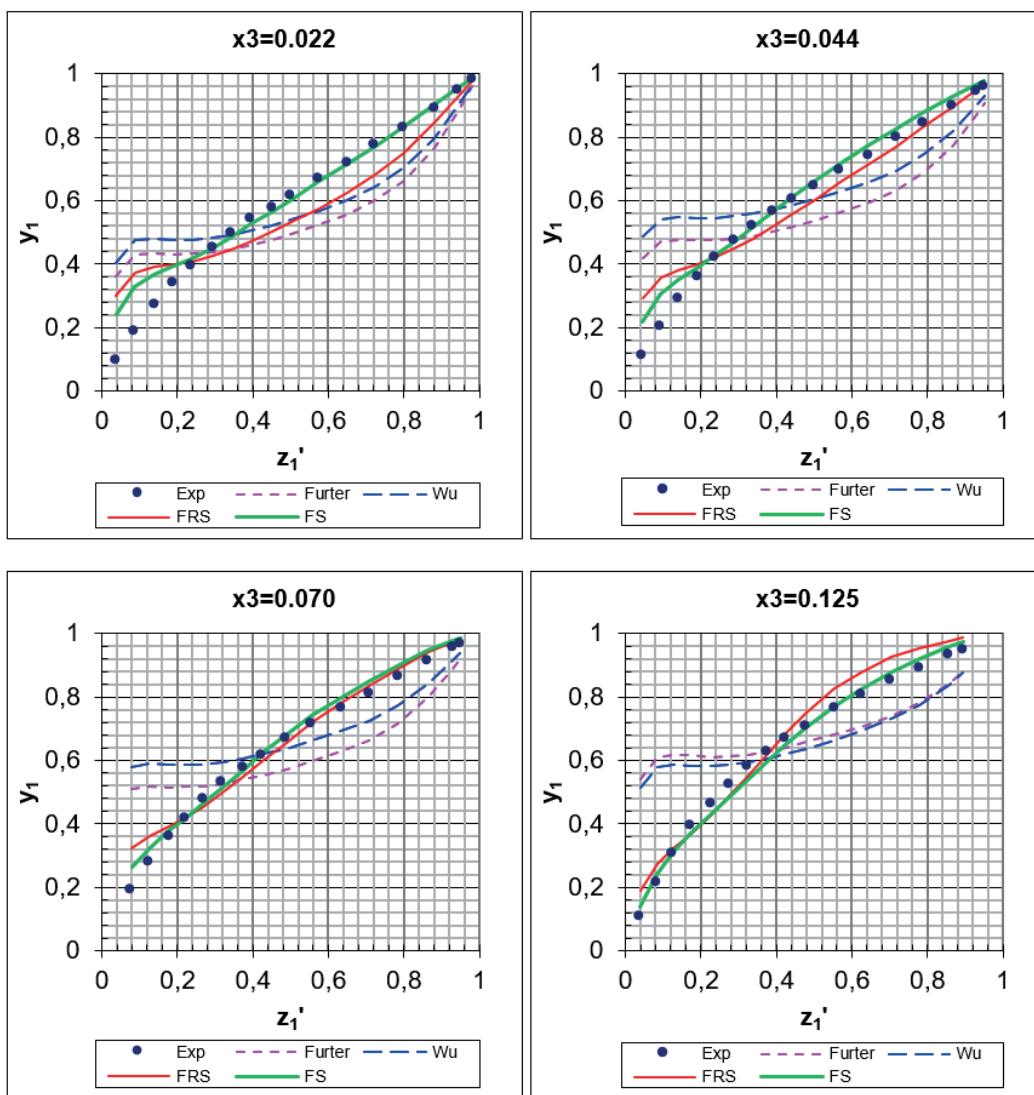 x3=0.022
1
0,8
0,6
0,4
0,2
0
y1
0 0,2 0,4 0,6 0,8 1
z1'
Exp Furter Wu
FRS FS
x3=0.044
1
0,8
0,6
0,4
0,2
0
y1
0 0,2 0,4 0,6 0,8 1
z1'
Exp Furter Wu
FRS FS
x3=0.070
1
0,8
0,6
0,4
0,2
0
y1
0 0,2 0,4 0,6 0,8 1
z1'
Exp Furter Wu
FRS FS
x3=0.125
1
0,8
0,6
0,4
0,2
0
y1
0 0,2 0,4 0,6 0,8 1
z1'
Exp Furter Wu
FRS FS